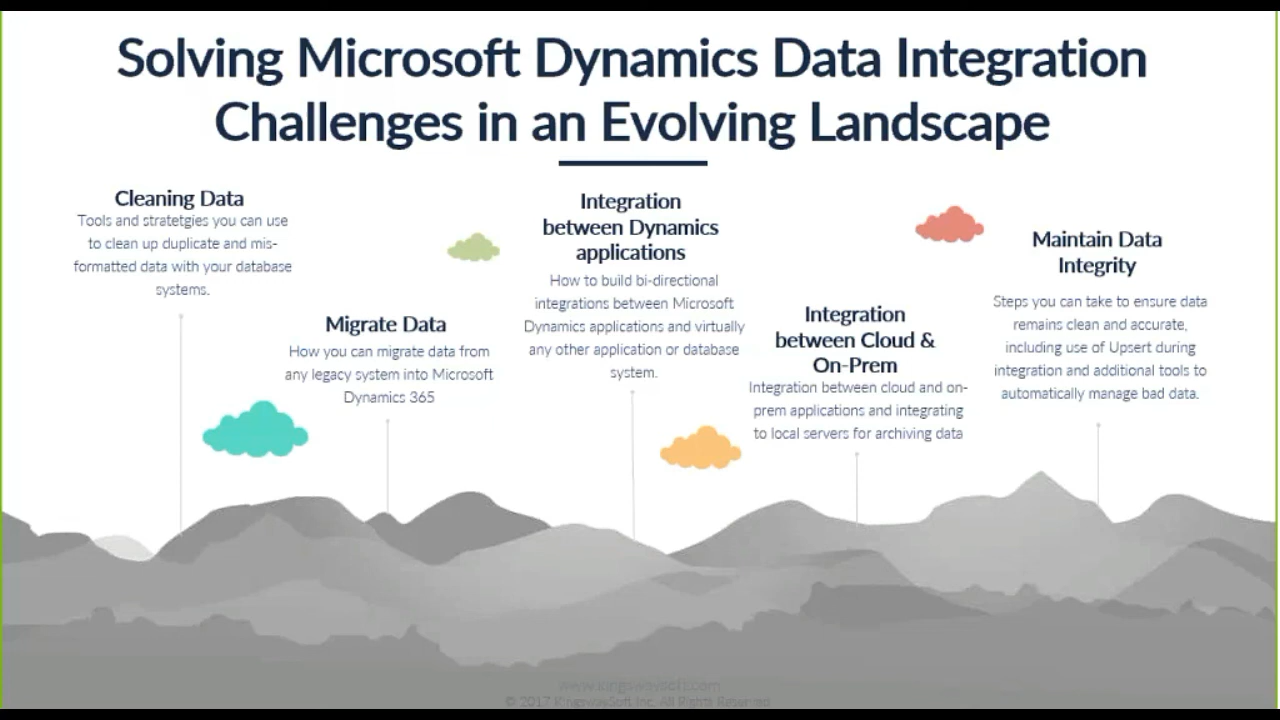 Solving Microsoft Dynamics Data Integration
Challenges in an Evolving Landscape
Cleaning Data
Tools and stratetgies you can use
to clean up duplicate and mis-
formatted data with your database
systems.
Migrate Data
How you can migrate data from
any legacy system into Microsoft
Dynamics 365
Integration
between Dynamics
applications
How to build bi-directional
integrations between Microsoft
Dynamics applications and virtually
any other application or database
system.
Integration
between Cloud &
On-Prem
Integration between cloud and on-
prem applications and integrating
to local servers for archiving data
Maintain Data
Integrity
Steps you can take to ensure data
remains clean and accurate,
including use of Upsert during
integration and additional tools to
automatically manage bad data.
www.kingswaysoft.com
© 2017 KingswaySoft Inc. All Rights Reserved